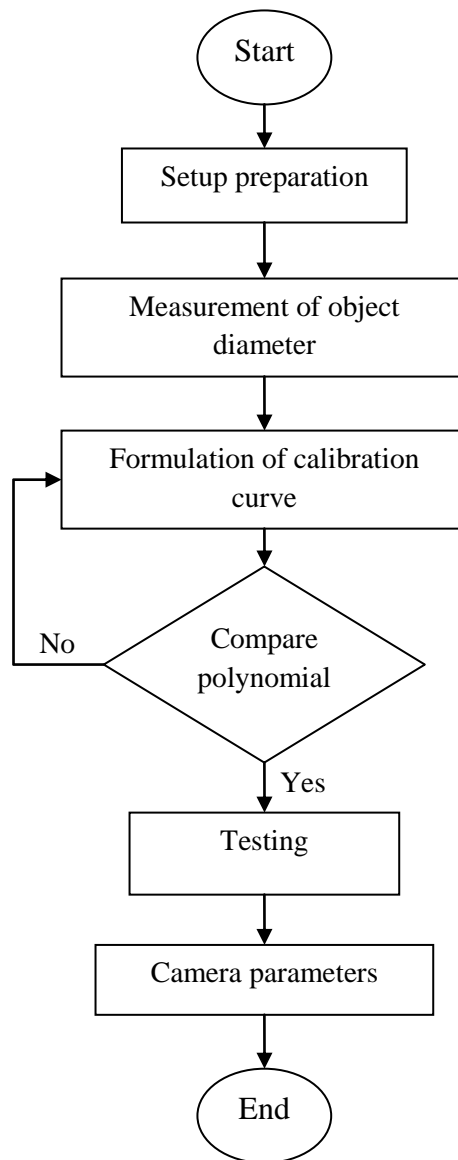 Start
Setup preparation
Measurement of object
diameter
Formulation of calibration
curve
No
Compare
polynomial
Yes
Testing
Camera parameters
End